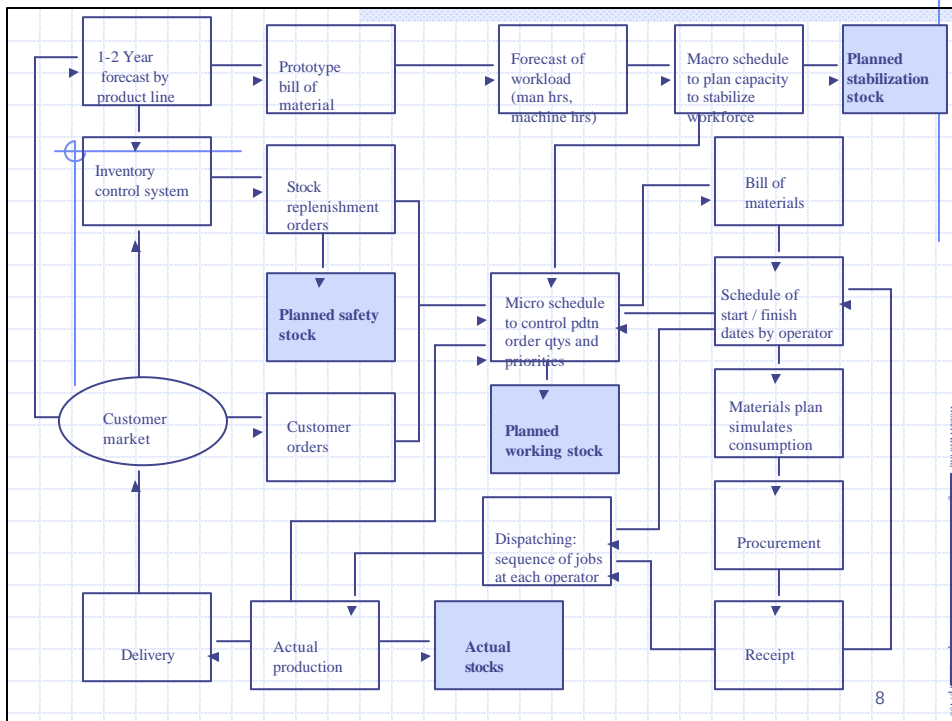 1-2 Year
forecast by
product line
Prototype
bill of
material
Forecast of
workload
(man hrs,
machine hrs)
Macro schedule
to plan capacity
to stabilize
workforce
Planned
stabilization
stock
Inventory
control system
Stock
replenishment
orders
Bill of
materials
Planned safety
stock
Micro schedule
to control pdtn
order qtys and
priorities
Schedule of
start / finish
dates by operator
Customer
market
Customer
orders
Planned
working stock
Materials plan
simulates
consumption
Dispatching:
sequence of jobs
at each operator
Procurement
Delivery
Actual
production
Actual
stocks
Receipt
8